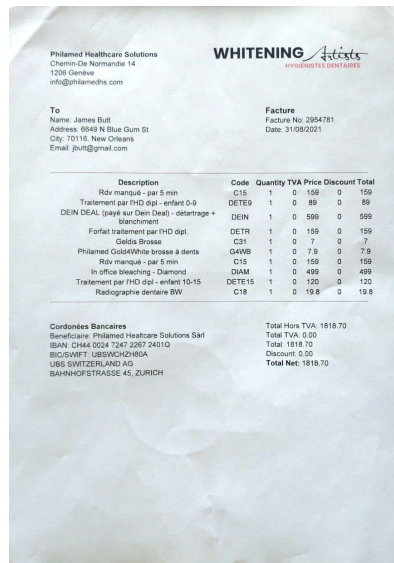 Philamed Healthcare Solutions
Chemin-De Normandie 14
1206 Genève
info@philamedhs.com
WHITENING Artists
HYGIÉNISTES DENTAIRES
To
Name: James Butt
Address: 6649 N Blue Gum St
City: 70116, New Orleans
Email: jbutt@gmail.com
Facture
Facture No: 2954781
Date: 31/08/2021
Description Code Quantity TVA Price Discount Total
Rdv manqué - par 5 min C15 1 0 159 0 159
Traitement par l'HD dipl - enfant 0-9 DETE9 1 0 89 0 89
DEIN DEAL (payé sur Dein Deal) - détartrage +
blanchiment DEIN 1 0 599 0 599
Forfait traitement par l'HD dipl. DETR 1 0 159 0 159
Geldis Brosse C31 1 0 7 0 7
Philamed Gold4White brosse à dents G4WB 1 0 7.9 0 7.9
Rdv manqué - par 5 min C15 1 0 159 0 159
In office bleaching - Diamond DIAM 1 0 499 0 499
Traitement par l'HD dipl - enfant 10-15 DETE15 1 0 120 0 120
Radiographie dentaire BW C18 1 0 19.8 0 19.8
Cordonées Bancaires
Beneficiaire: Philamed Healtcare Solutions Sàrl
IBAN: CH44 0024 7247 2267 2401Q
BIC/SWIFT: UBSWCHZH80A
UBS SWITZERLAND AG
BAHNHOFSTRASSE 45, ZURICH
Total Hors TVA: 1818.70
Total TVA: 0.00
Total: 1818.70
Discount: 0.00
Total Net: 1818.70